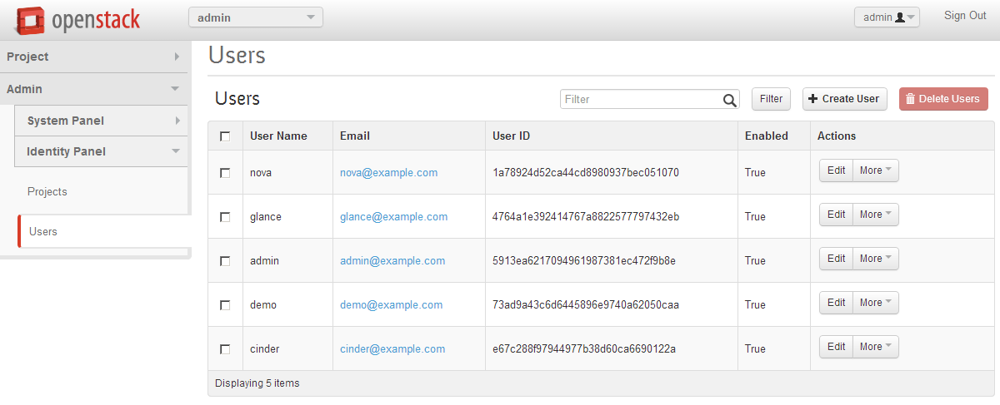 openstack
admin
admin
Sign Out
Project
Admin
System Panel
Identity Panel
Projects
Users
Users
Users
Filter
Filter
Create User
Delete Users
User Name Email User ID Enabled Actions
nova nova@example.com 1a78924d52ca44cd8980937bec051070 True Edit More
glance glance@example.com 4764a1e392414767a8822577797432eb True Edit More
admin admin@example.com 5913ea6217094961987381ec472f9b8e True Edit More
demo demo@example.com 73ad9a43c6d6445896e9740a62050caa True Edit More
cinder cinder@example.com e67c288f97944977b38d60ca6690122a True Edit More
Displaying 5 items